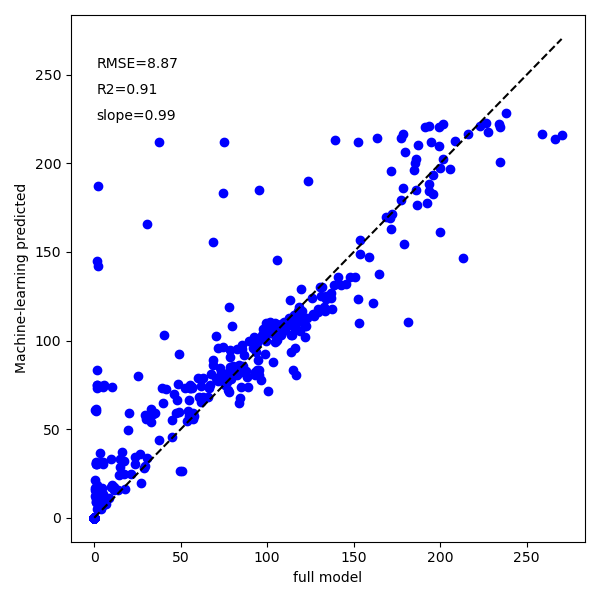 RMSE=8.87
R2=0.91
slope=0.99
250
200
150
100
50
0
Machine-learning predicted
0 50 100 150 200 250
full model